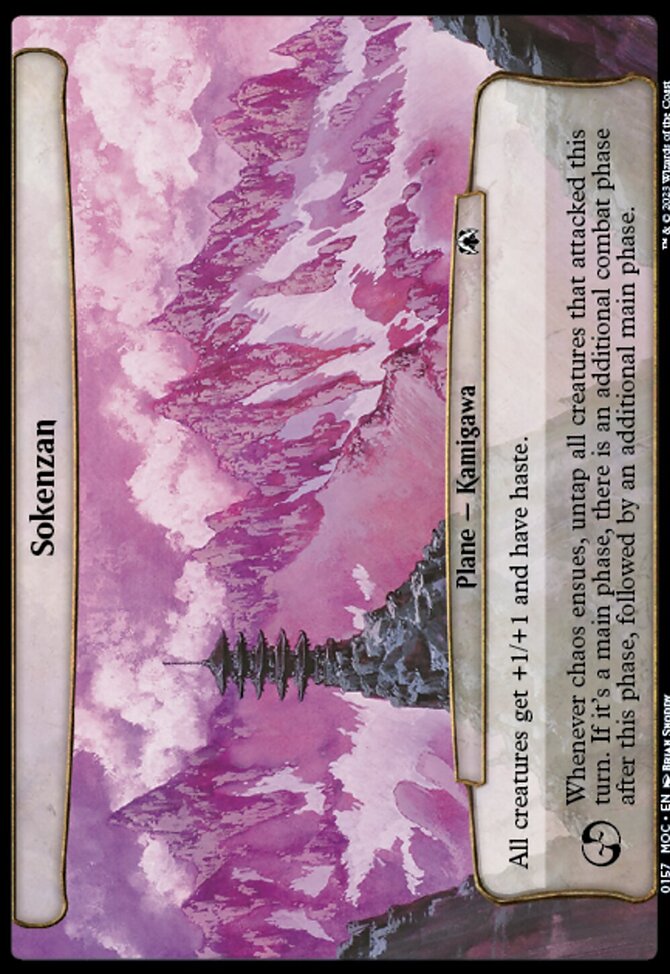 Sokenzan
Plane — Kamigawa
All creatures get +1/+1 and have haste.
Whenever chaos ensues, untap all creatures that attacked this
turn. If it's a main phase, there is an additional combat phase
after this phase, followed by an additional main phase.
0157 MOC • EN Brian Snõddy
™ & © 2023 Wizards of the Coast